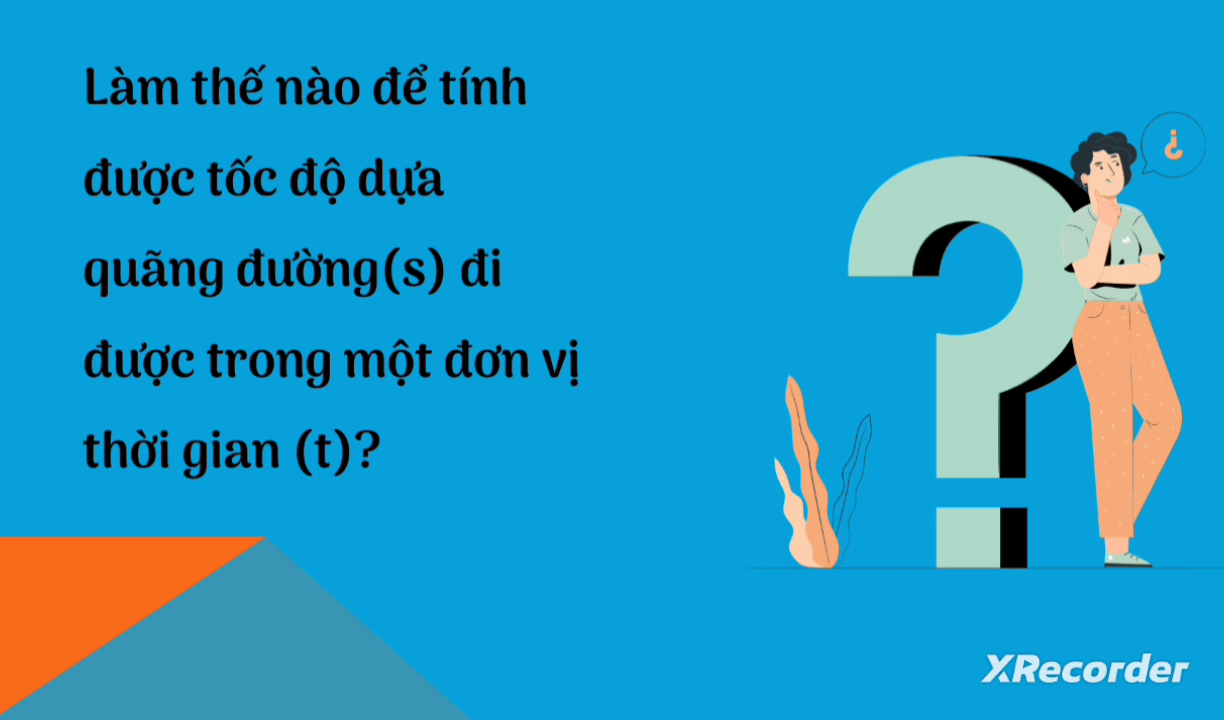 Làm thế nào để tính
được tốc độ dựa
quãng đường(s) đi
được trong một đơn vị
thời gian (t)?
¿
XRecorder